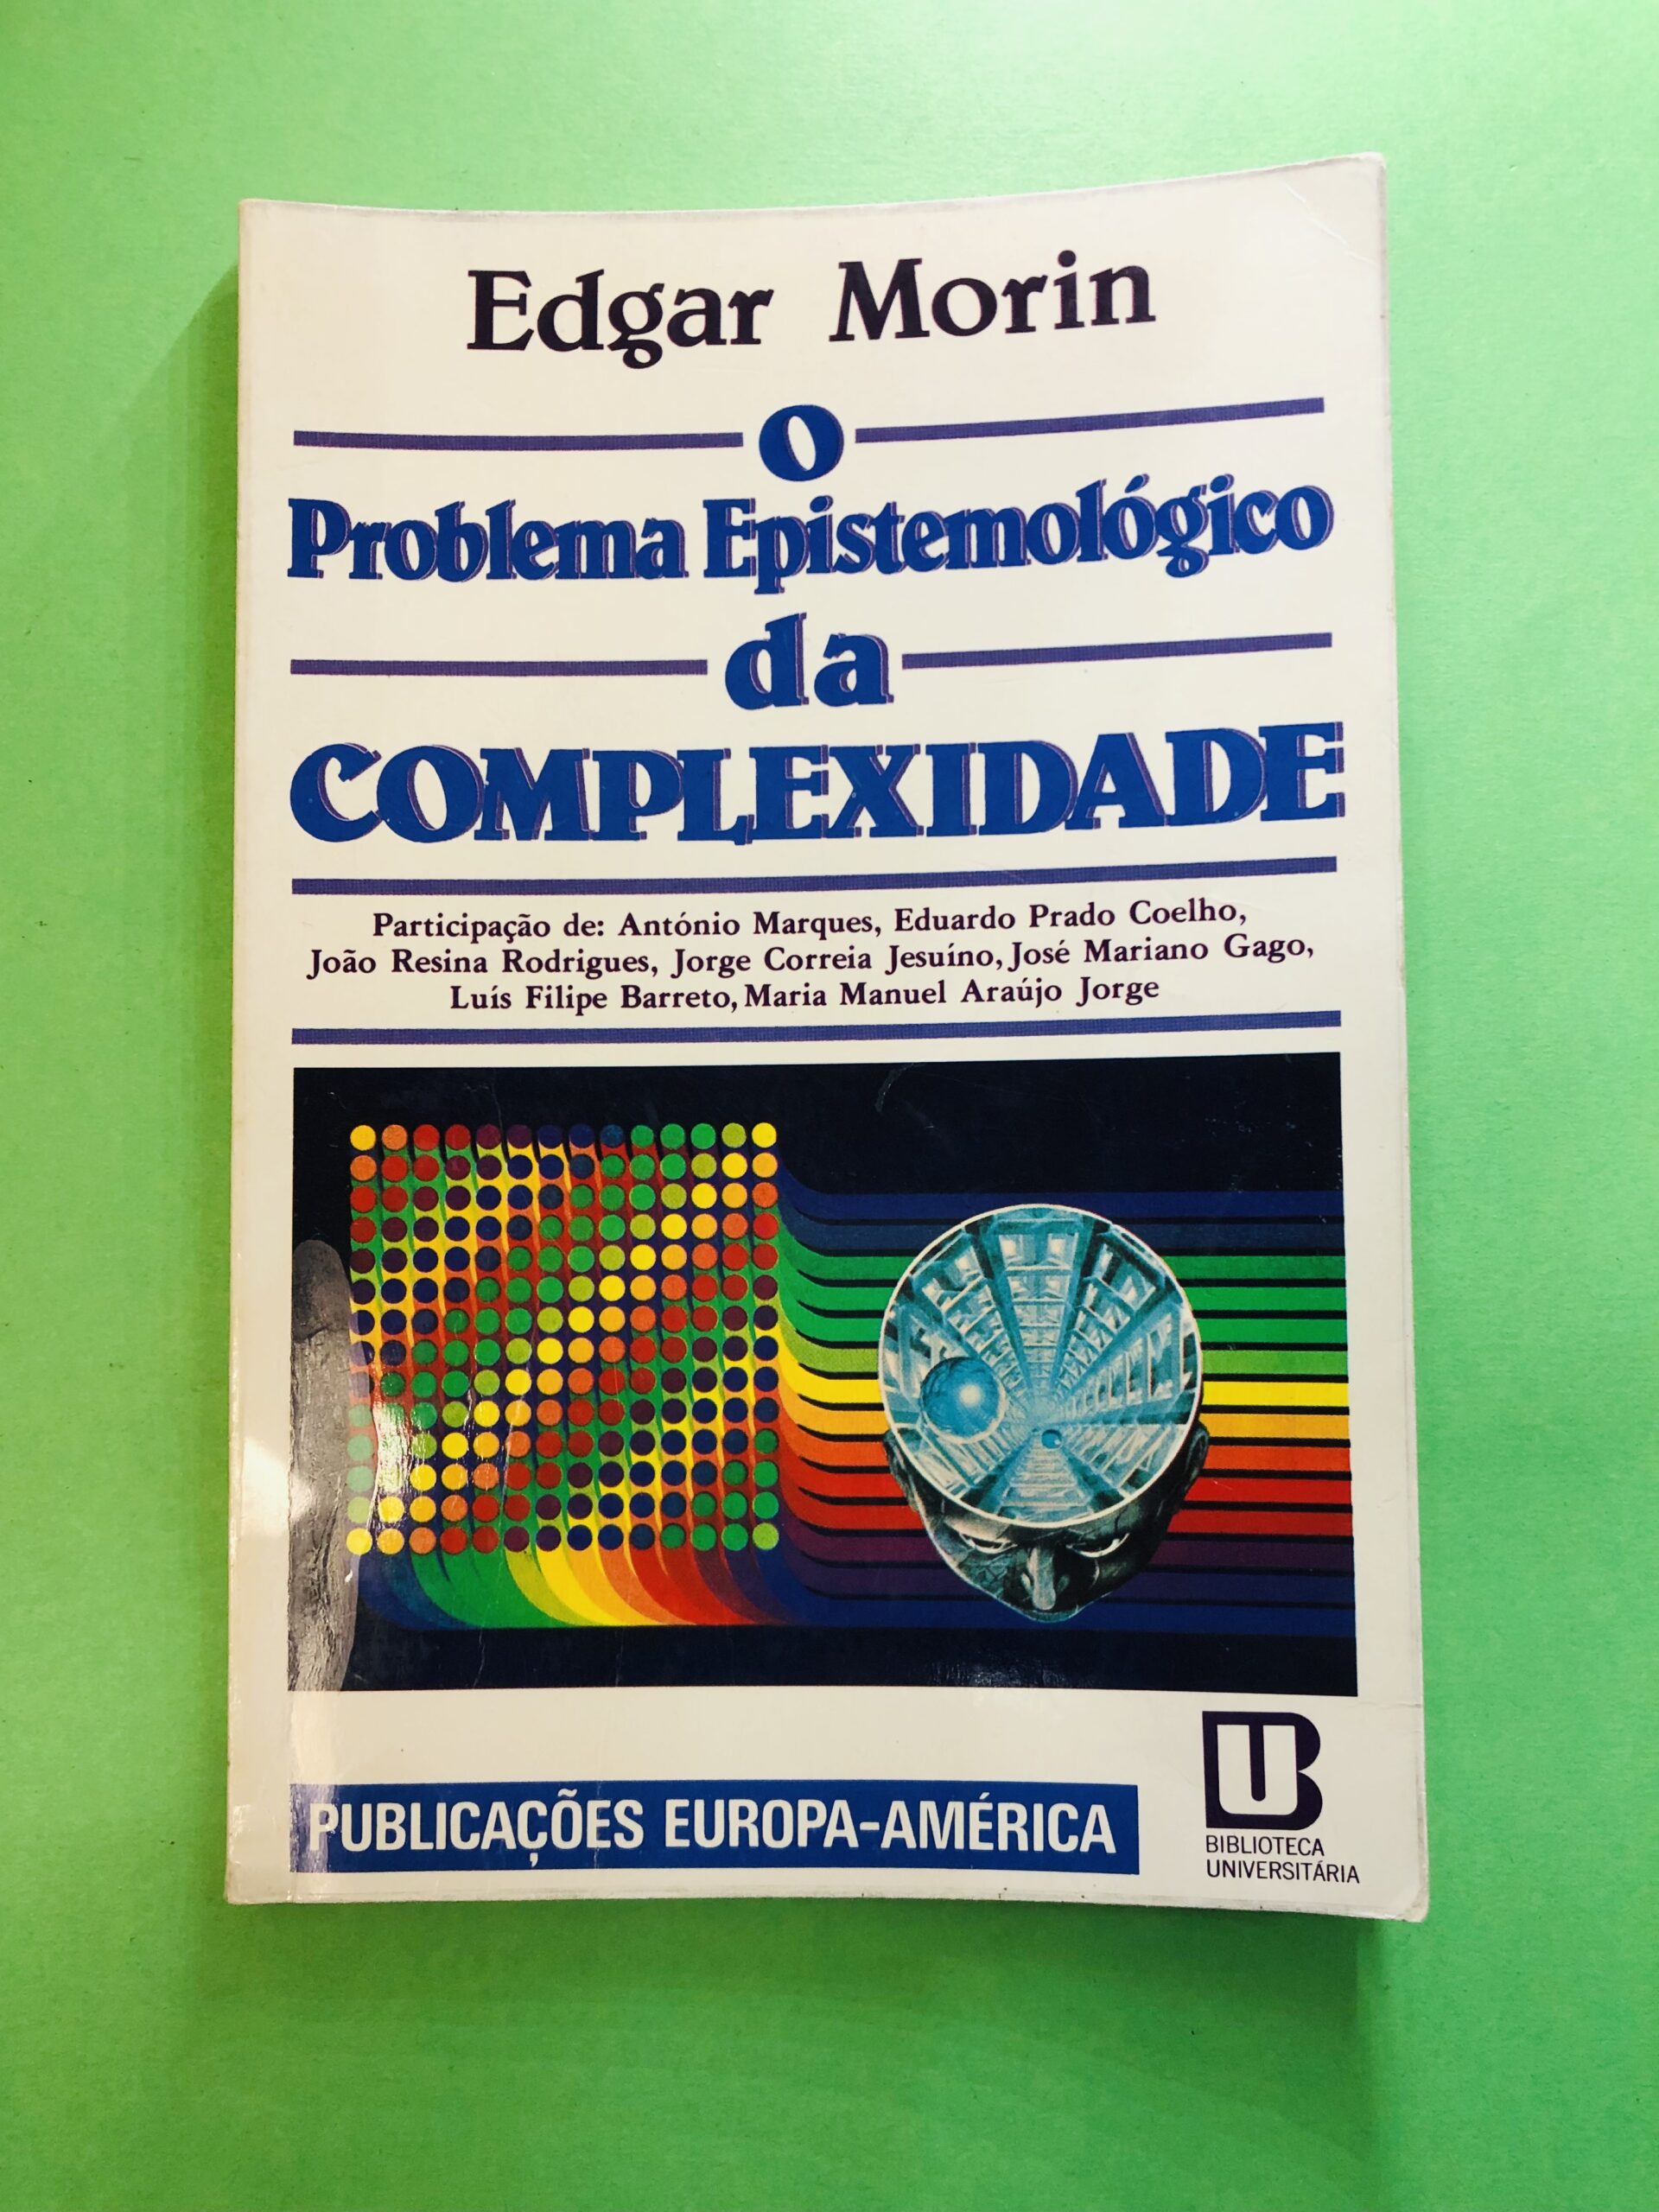 Edgar Morin
O
Problema Epistemológico
da
COMPLEXIDADE
Participação de: António Marques, Eduardo Prado Coelho,
João Resina Rodrigues, Jorge Correia Jesuíno, José Mariano Gago,
Luís Filipe Barreto, Maria Manuel Araújo Jorge
PUBLICAÇÕES EUROPA-AMÉRICA
BU
BIBLIOTECA
UNIVERSITÁRIA